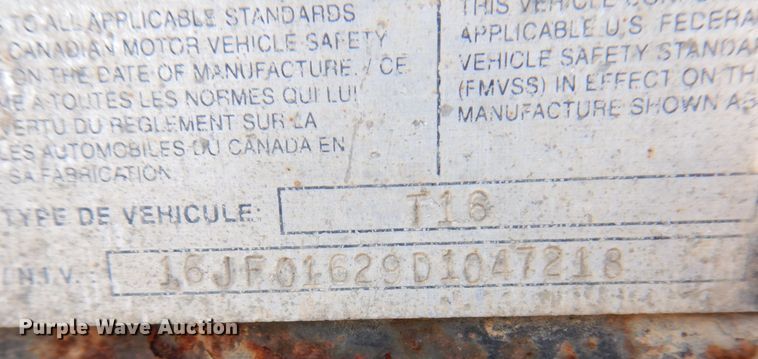 S TO ALL APPLICABLE STANDARDS
CANADIAN MOTOR VEHICLE SAFETY
ON THE DATE OF MANUFACTURE. / CE
ME A TOUTES LES NORMES QUI LUI
VERTU DU REGLEMENT SUR LA
LES AUTOMOBILES DU CANADA EN
SA FABRICATION
THIS VEHICLE
APPLICABLE U.S. FEDERA
VEHICLE SAFETY STANDA
(FMVSS) IN EFFECT ON TH
MANUFACTURE SHOWN A
TYPE DE VEHICULE: T16
N.I.V.: 16JF01629D1047218
Purple Wave Auction